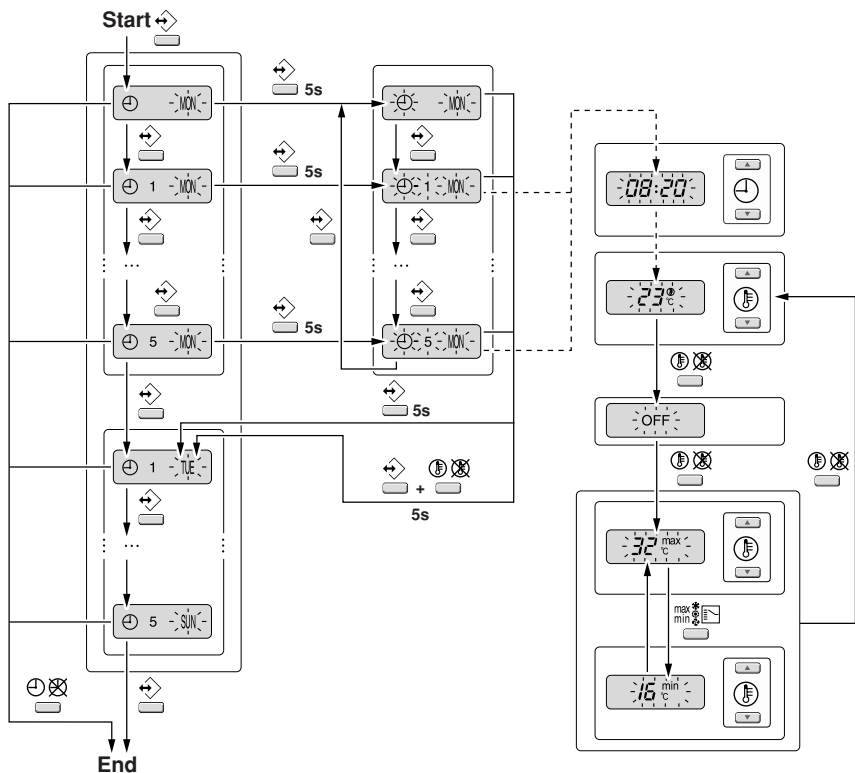 Start
MON
5s
MON
1 MON
5s
1 MON
08:20
...
...
23 °C
5 MON
5s
5 MON
5s
OFF
1 TUE
+
5s
...
32 max °C
max
min
5 SUN
16 min °C
End